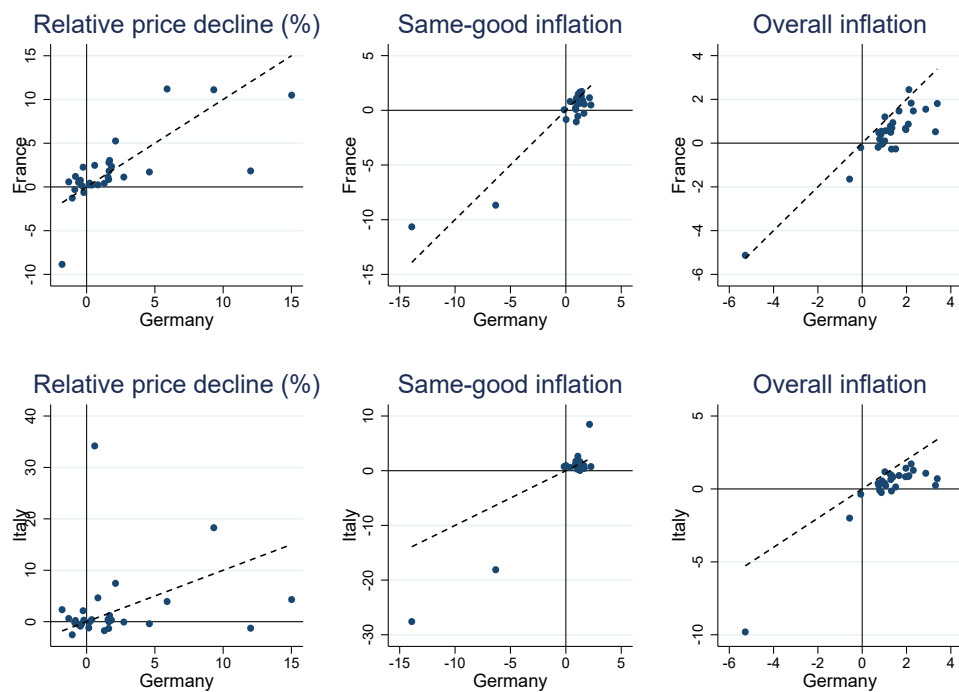 Relative price decline (%)
15
10
5
0
-5
-10
France
0 5 10 15
Germany
Same-good inflation
5
0
-5
-10
-15
France
-15 -10 -5 0 5
Germany
Overall inflation
4
2
0
-2
-4
-6
France
-6 -4 -2 0 2 4
Germany
Relative price decline (%)
40
30
20
10
0
Italy
0 5 10 15
Germany
Same-good inflation
10
0
-10
-20
-30
Italy
-15 -10 -5 0 5
Germany
Overall inflation
5
0
-5
-10
Italy
-6 -4 -2 0 2 4
Germany